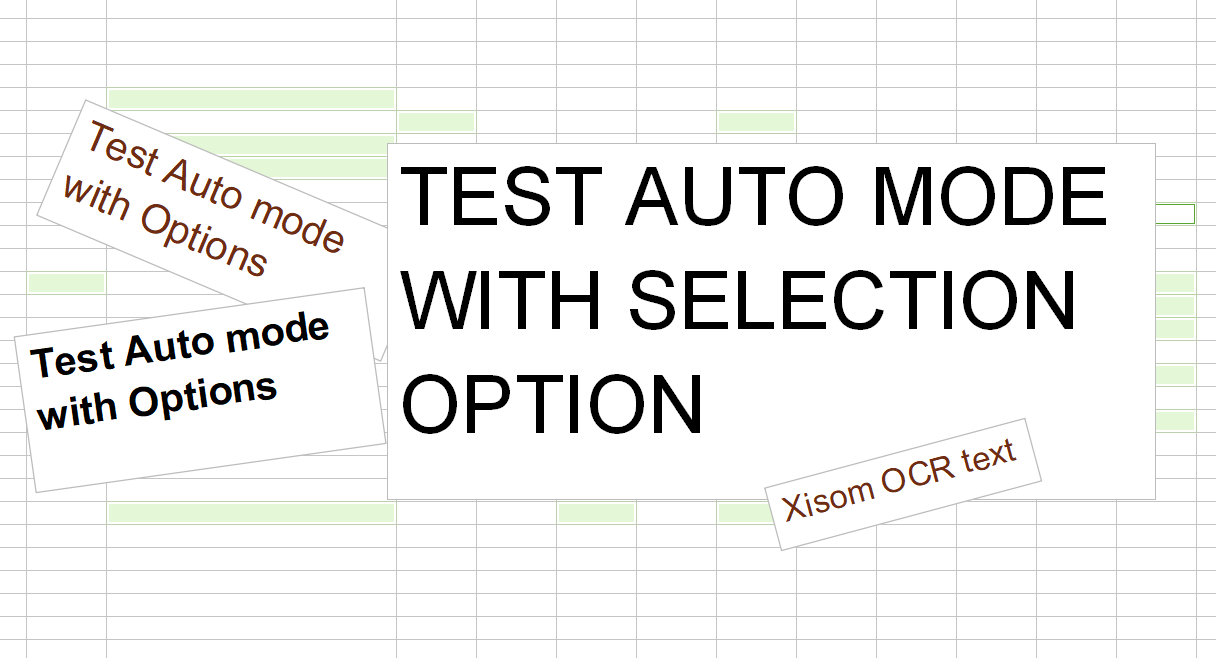 Test Auto mode
with Options
TEST AUTO MODE
WITH SELECTION
OPTION
Test Auto mode
with Options
Xisom OCR text